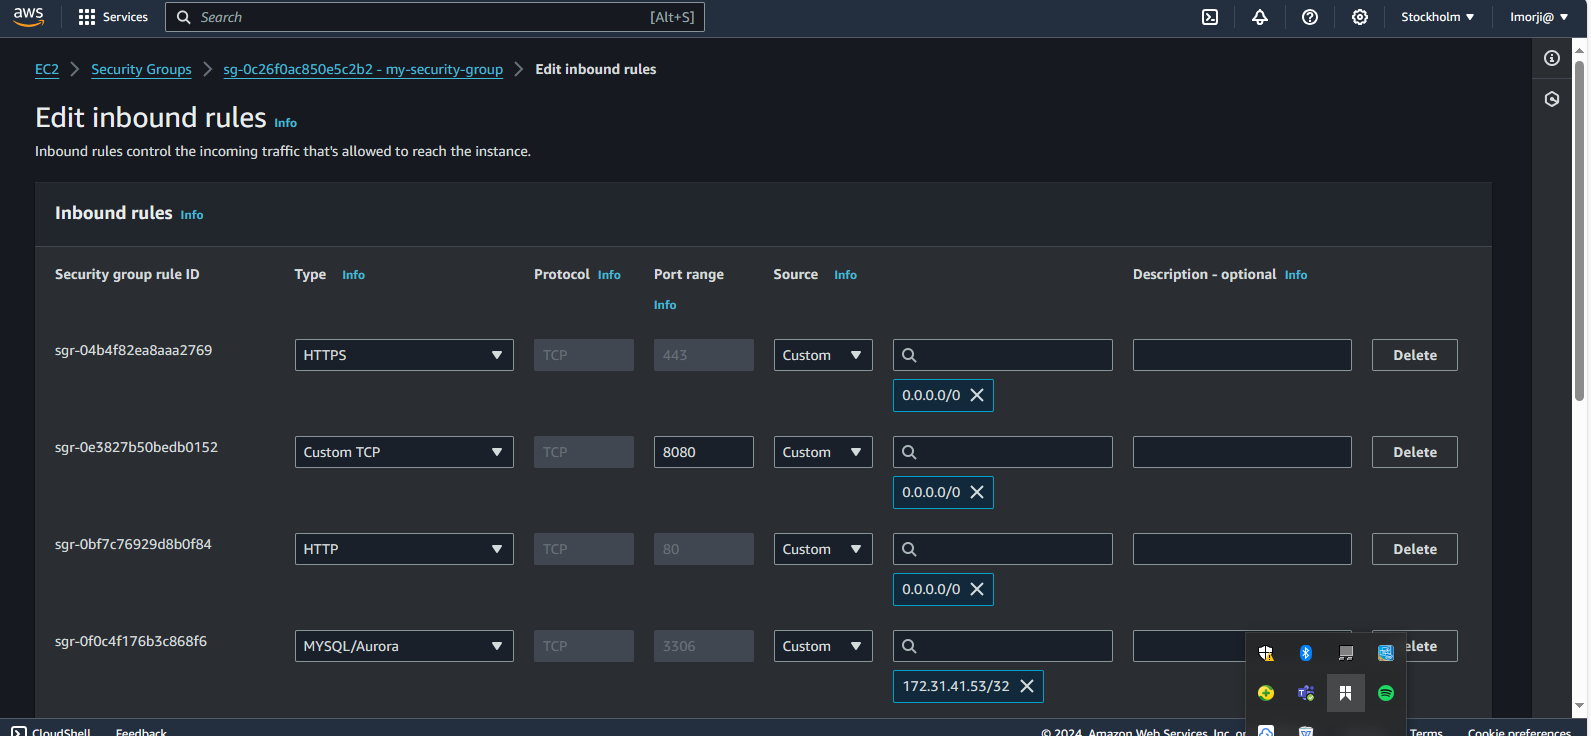 aws
Services
Search
[Alt+S]
Stockholm
Imorji@
EC2
Security Groups
sg-0c26f0ac850e5c2b2 - my-security-group
Edit inbound rules
Edit inbound rules Info
Inbound rules control the incoming traffic that's allowed to reach the instance.
Inbound rules Info
Security group rule ID
Type Info
Protocol Info
Port range
Info
Source Info
Description - optional Info
sgr-04b4f82ea8aaa2769
HTTPS
TCP
443
Custom
Delete
0.0.0.0/0
sgr-0e3827b50bedb0152
Custom TCP
TCP
8080
Custom
Delete
0.0.0.0/0
sgr-0bf7c76929d8b0f84
HTTP
TCP
80
Custom
Delete
0.0.0.0/0
sgr-0f0c4f176b3c868f6
MYSQL/Aurora
TCP
3306
Custom
elete
172.31.41.53/32
CloudShell
Feedback
© 2024, Amazon Web Services, Inc. or
Terms
Cookie preferences